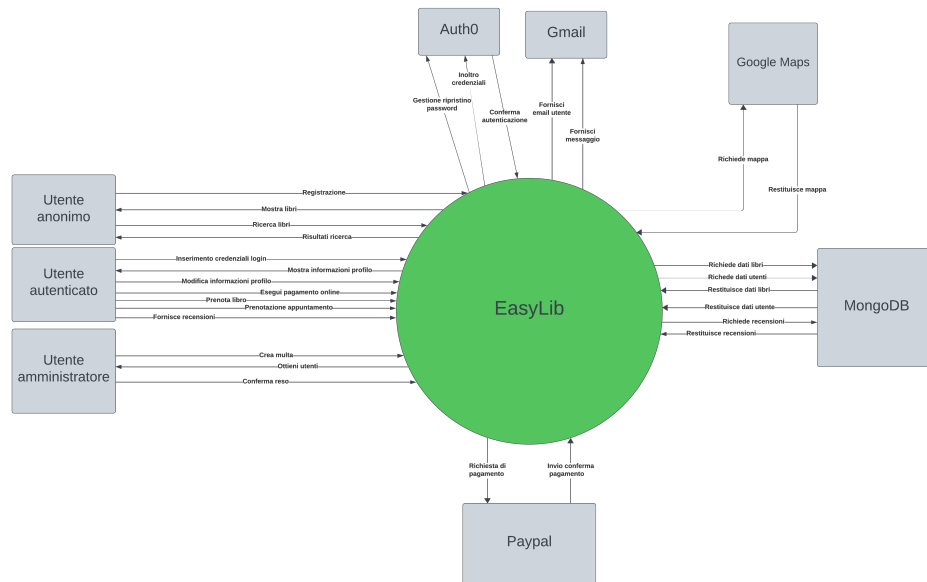 Auth0
Gmail
Google Maps
Inoltro
credenziali
Gestione ripristino
password
Conferma
autenticazione
Fornisci
email utente
Fornisci
messaggio
Richiede mappa
Restituisce mappa
Utente
anonimo
Registrazione
Mostra libri
Ricerca libri
Risultati ricerca
Utente
autenticato
Inserimento credenziali login
Mostra informazioni profilo
Modifica informazioni profilo
Esegui pagamento online
Prenota libro
Prenotazione appuntamento
Fornisce recensioni
Utente
amministratore
Crea multa
Ottieni utenti
Conferma reso
EasyLib
Richiede dati libri
Richede dati utenti
Restituisce dati libri
Restituisce dati utente
Richiede recensioni
Restituisce recensioni
MongoDB
Richiesta di
pagamento
Invio conferma
pagamento
Paypal